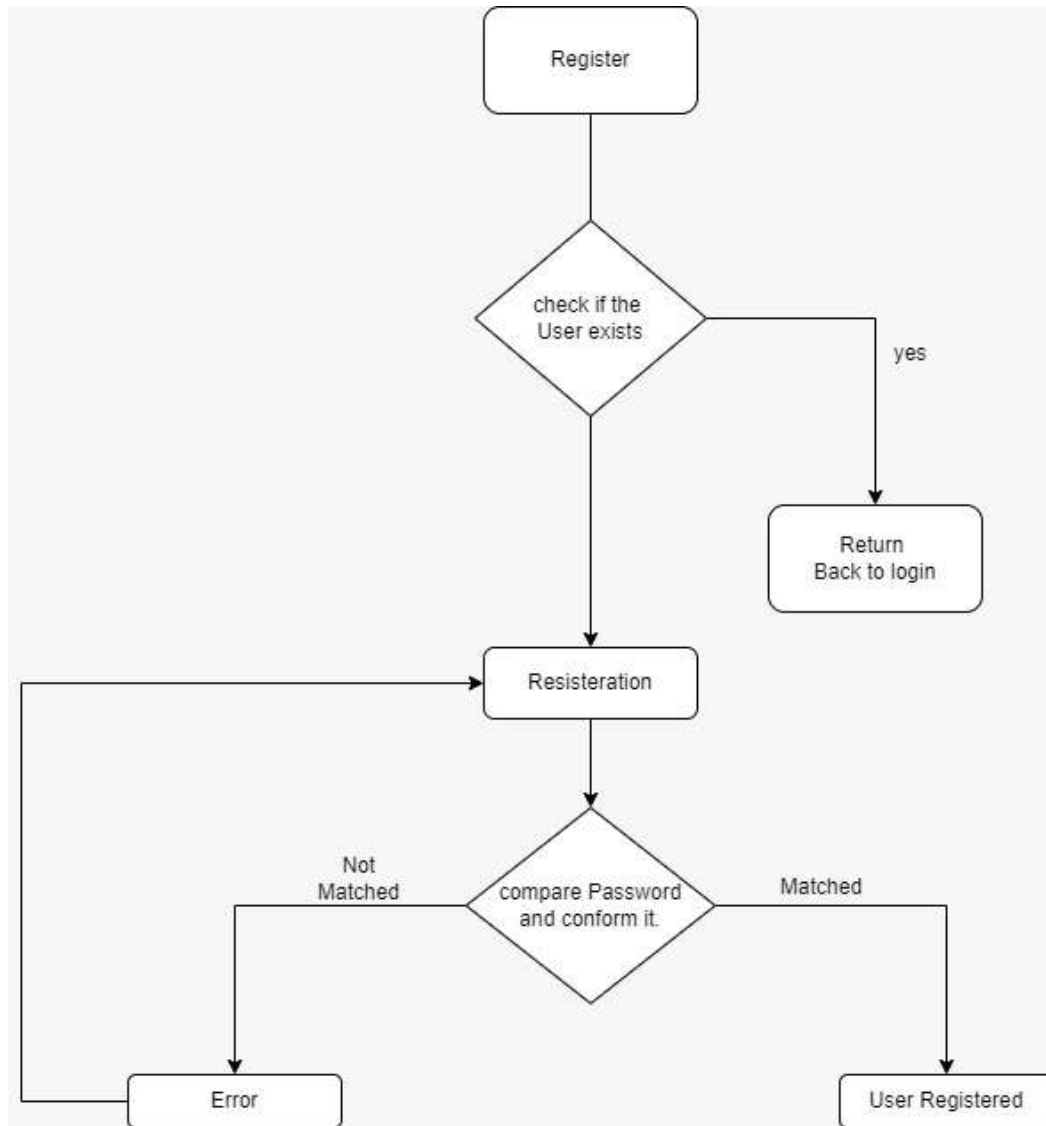 Register
check if the
User exists
yes
Return
Back to login
Resisteration
Not
Matched
compare Password
and conform it.
Matched
Error
User Registered